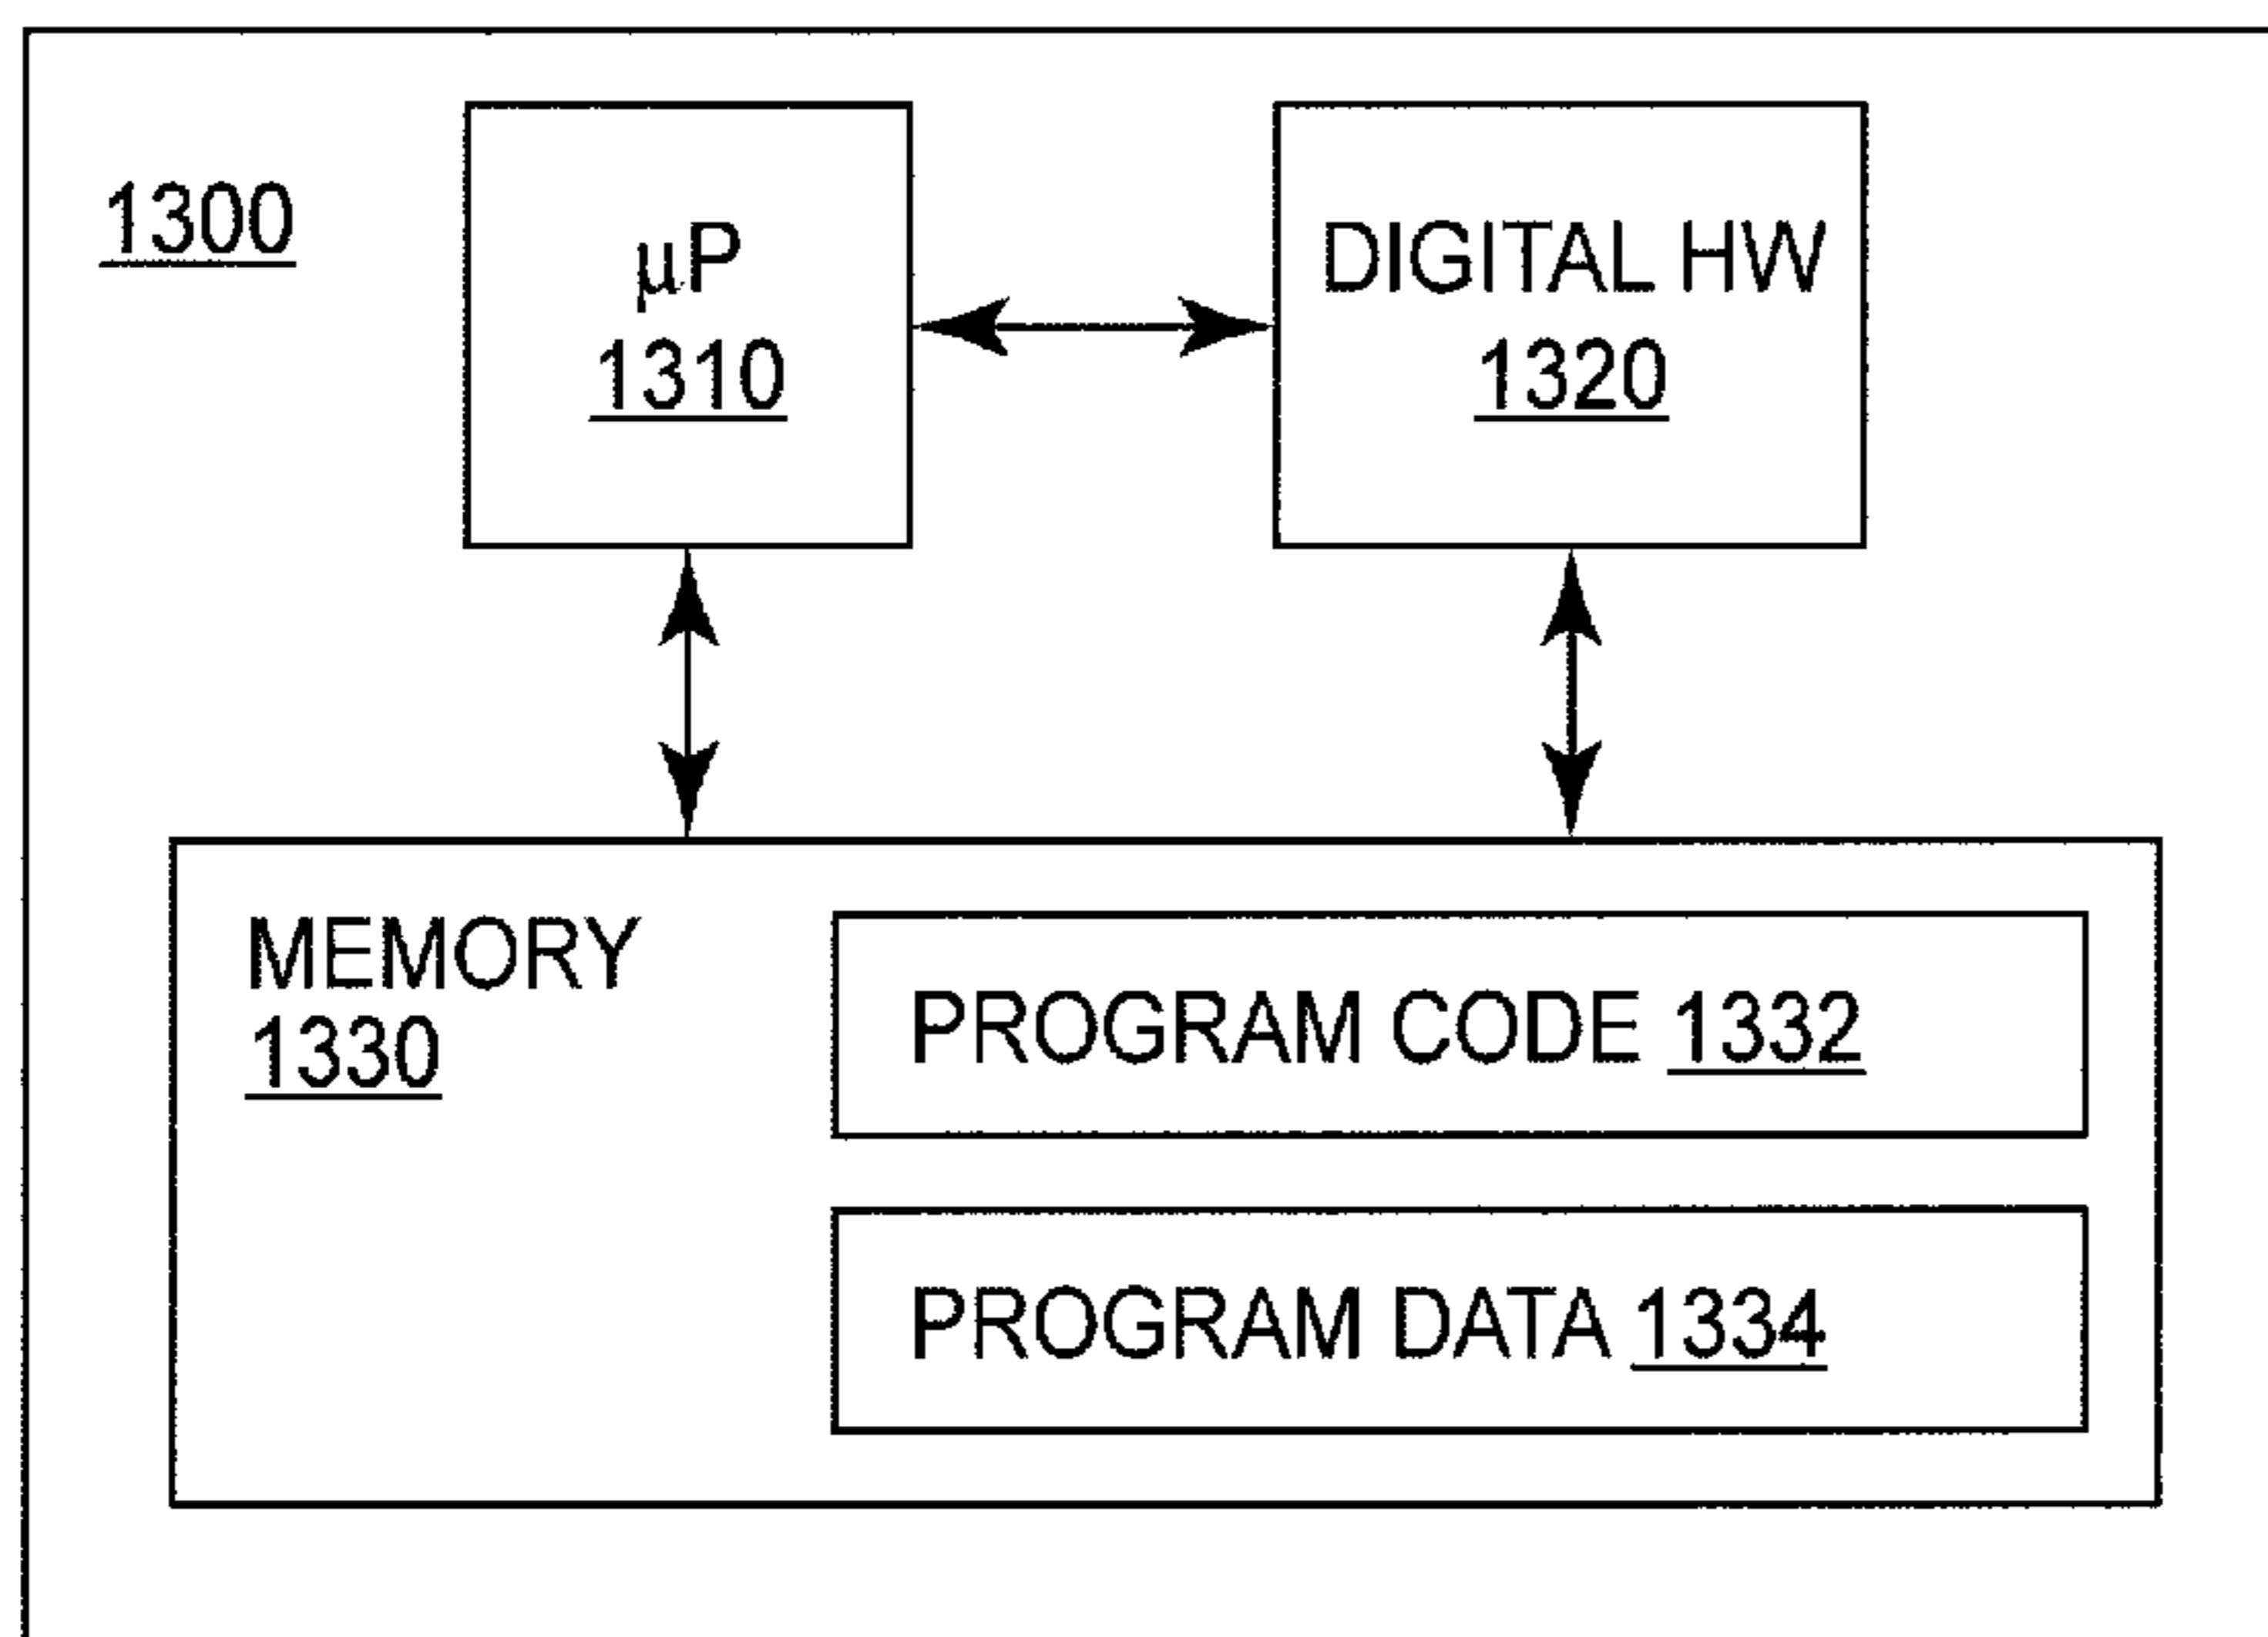 1300
µP
1310
DIGITAL HW
1320
MEMORY
1330
PROGRAM CODE 1332
PROGRAM DATA 1334